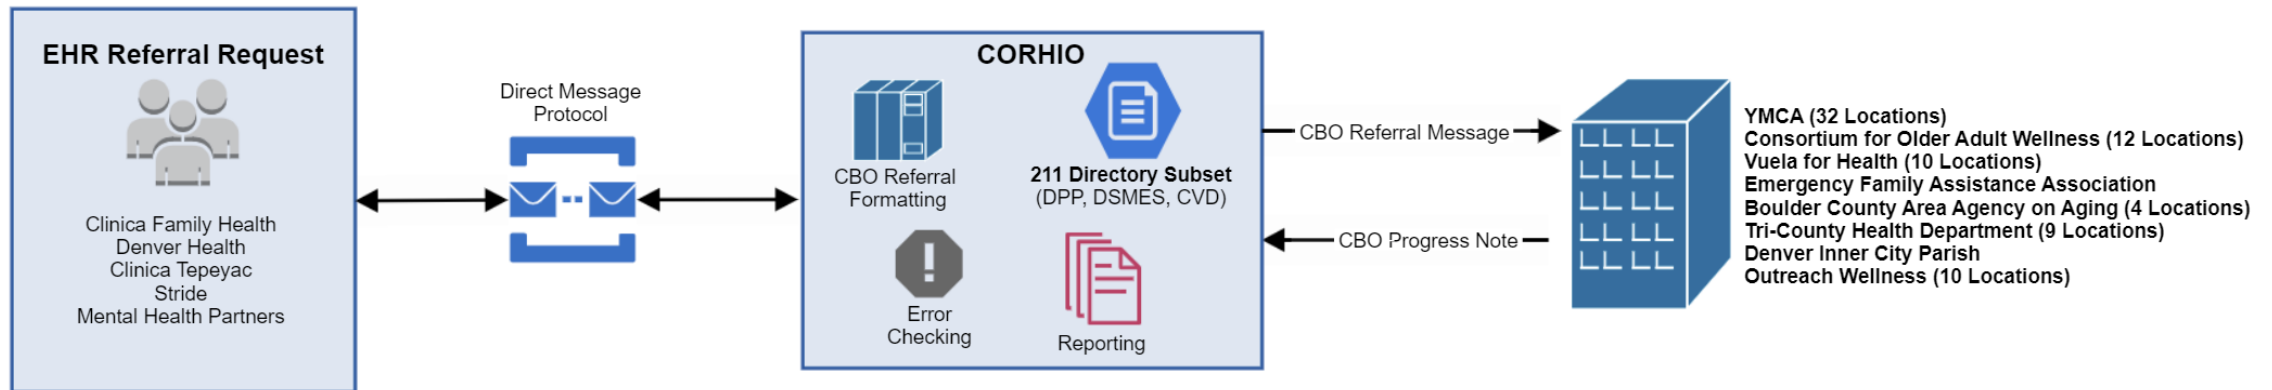 EHR Referral Request
Clinica Family Health
Denver Health
Clinica Tepeyac
Stride
Mental Health Partners
Direct Message
Protocol
CORHIO
CBO Referral
Formatting
211 Directory Subset
(DPP, DSMES, CVD)
Error
Checking
Reporting
CBO Referral Message
CBO Progress Note
YMCA (32 Locations)
Consortium for Older Adult Wellness (12 Locations)
Vuela for Health (10 Locations)
Emergency Family Assistance Association
Boulder County Area Agency on Aging (4 Locations)
Tri-County Health Department (9 Locations)
Denver Inner City Parish
Outreach Wellness (10 Locations)